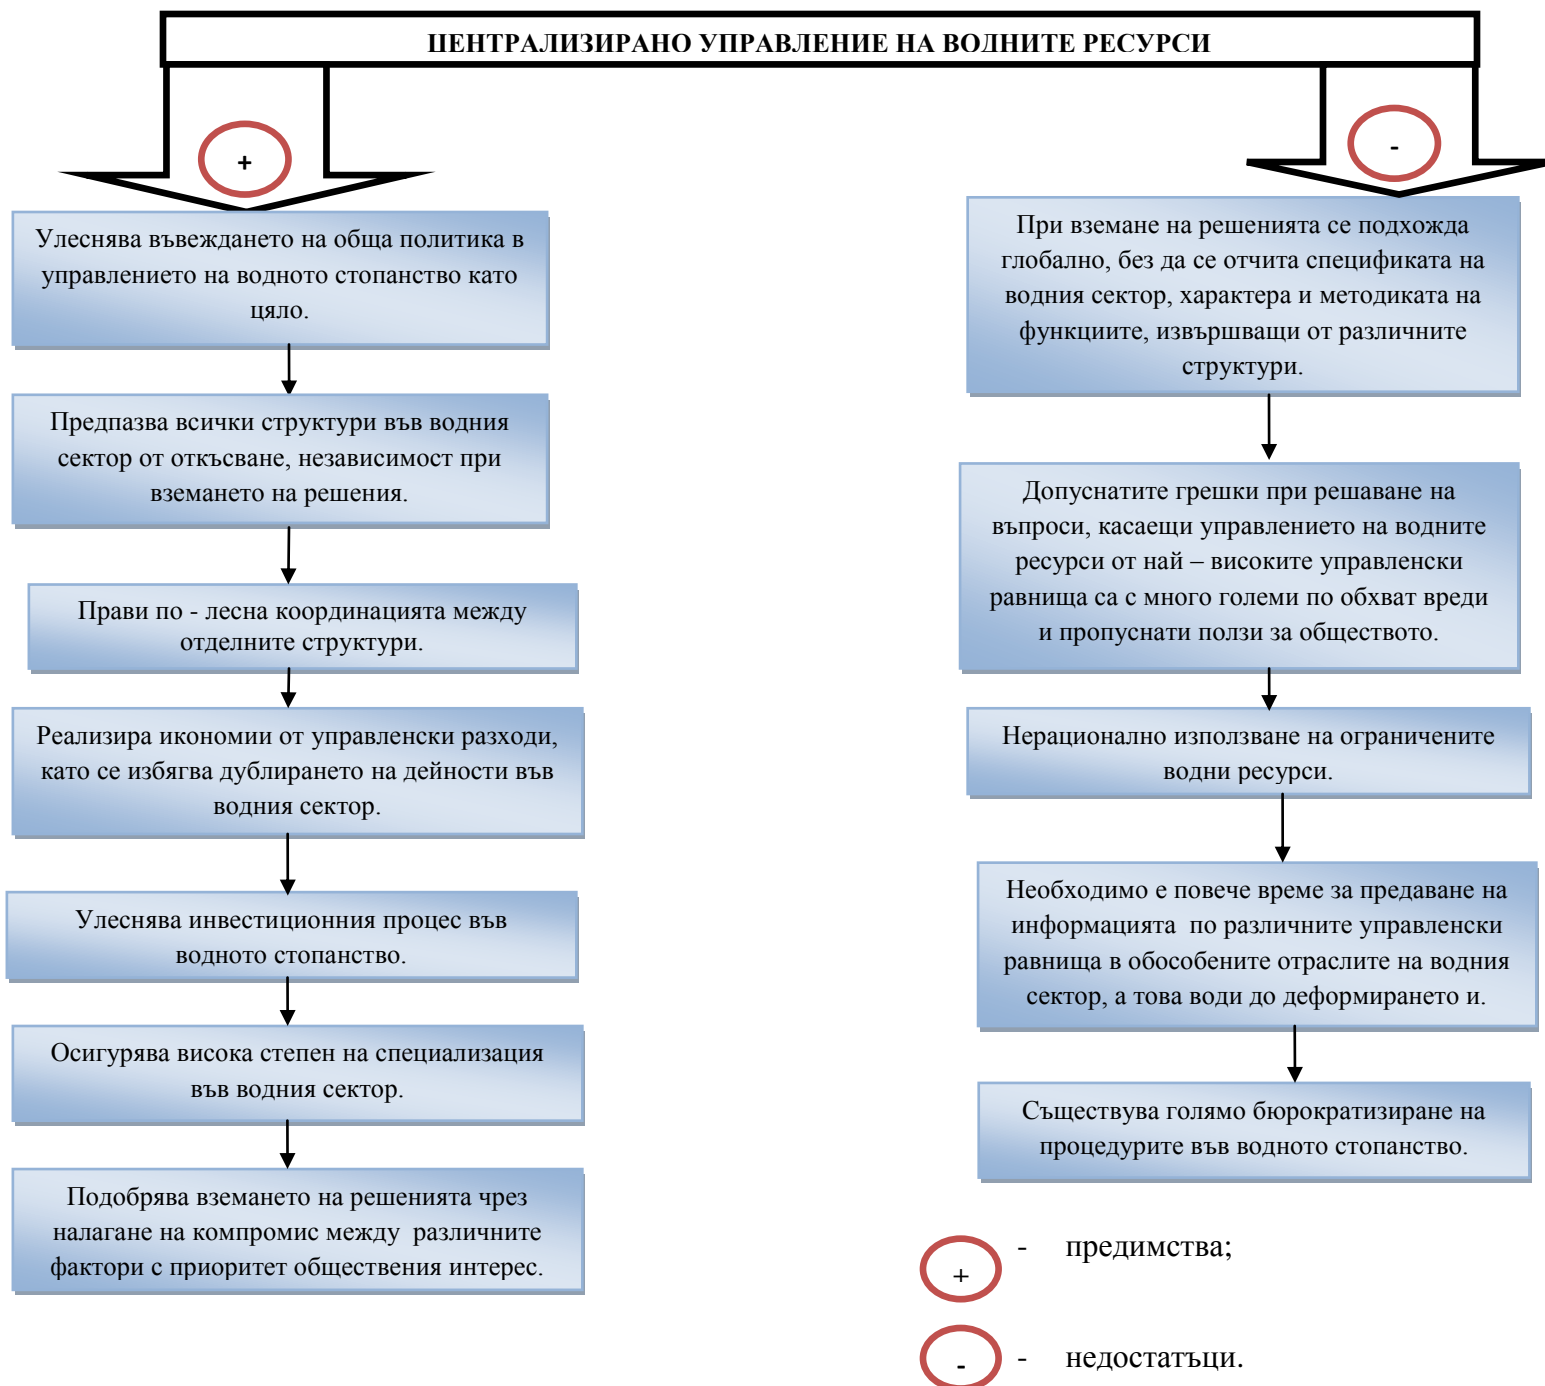 ЦЕНТРАЛИЗИРАНО УПРАВЛЕНИЕ НА ВОДНИТЕ РЕСУРСИ
+
Улеснява въвеждането на обща политика в
управлението на водното стопанство като
цяло.
Предпазва всички структури във водния
сектор от откъсване, независимост при
вземането на решения.
Прави по - лесна координацията между
отделните структури.
Реализира икономии от управленски разходи,
като се избягва дублирането на дейности във
водния сектор.
Улеснява инвестиционния процес във
водното стопанство.
Осигурява висока степен на специализация
във водния сектор.
Подобрява вземането на решенията чрез
налагане на компромис между различните
фактори с приоритет обществения интерес.
-
При вземане на решенията се подхожда
глобално, без да се отчита спецификата на
водния сектор, характера и методиката на
функциите, извършващи от различните
структури.
Допуснатите грешки при решаване на
въпроси, касаещи управлението на водните
ресурси от най – високите управленски
равнища са с много големи по обхват вреди
и пропуснати ползи за обществото.
Нерационално използване на ограничените
водни ресурси.
Необходимо е повече време за предаване на
информацията по различните управленски
равнища в обособените отраслите на водния
сектор, а това води до деформирането и.
Съществува голямо бюрократизиране на
процедурите във водното стопанство.
+ - предимства;
- - недостатъци.